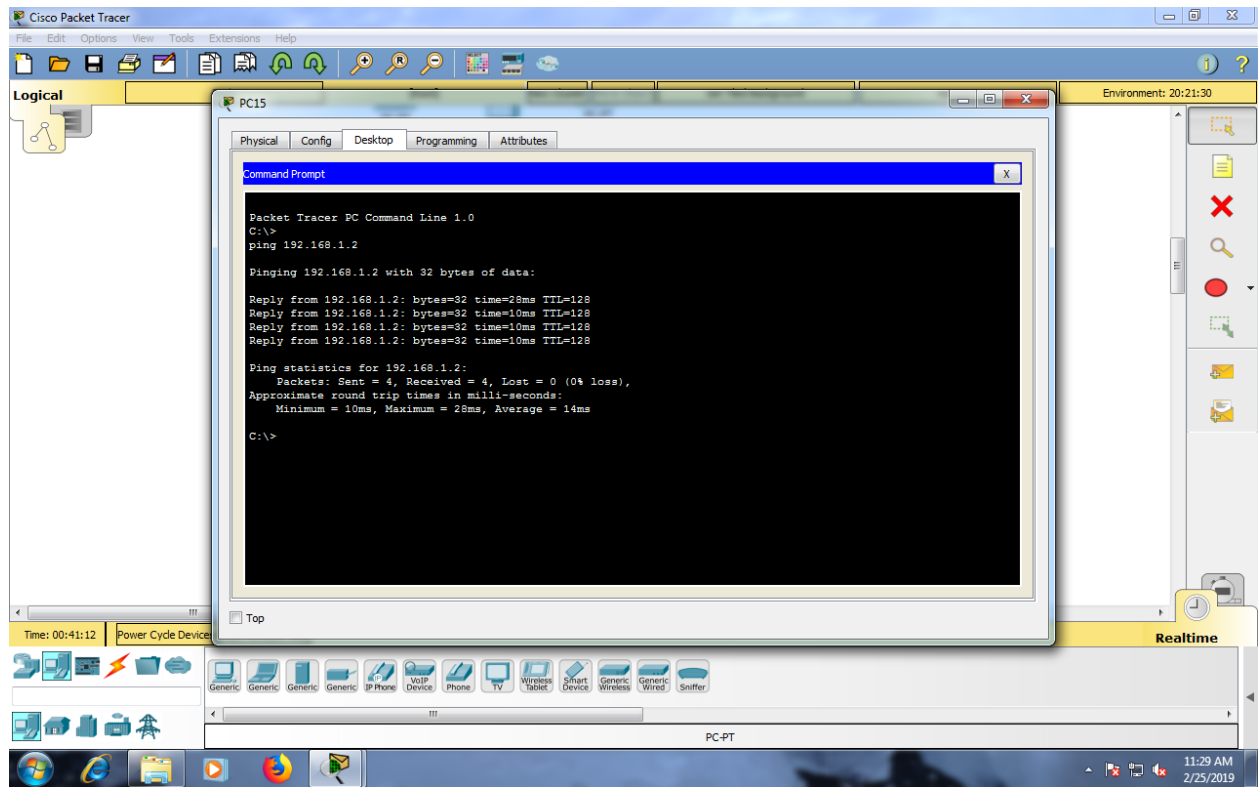 Cisco Packet Tracer
File Edit Options View Tools Extensions Help
Logical
Environment: 20:21:30
PC15
Physical Config Desktop Programming Attributes
Command Prompt
X
Packet Tracer PC Command Line 1.0
C:\>
ping 192.168.1.2
Pinging 192.168.1.2 with 32 bytes of data:
Reply from 192.168.1.2: bytes=32 time=28ms TTL=128
Reply from 192.168.1.2: bytes=32 time=10ms TTL=128
Reply from 192.168.1.2: bytes=32 time=10ms TTL=128
Reply from 192.168.1.2: bytes=32 time=10ms TTL=128
Ping statistics for 192.168.1.2:
Packets: Sent = 4, Received = 4, Lost = 0 (0% loss),
Approximate round trip times in milli-seconds:
Minimum = 10ms, Maximum = 28ms, Average = 14ms
C:\>
Top
Time: 00:41:12 Power Cycle Device
Realtime
Generic Generic Generic Generic IP Phone VoIP Device Phone TV Wireless Tablet Smart Device Generic Wireless Generic Wired Sniffer
PC-PT
11:29 AM
2/25/2019